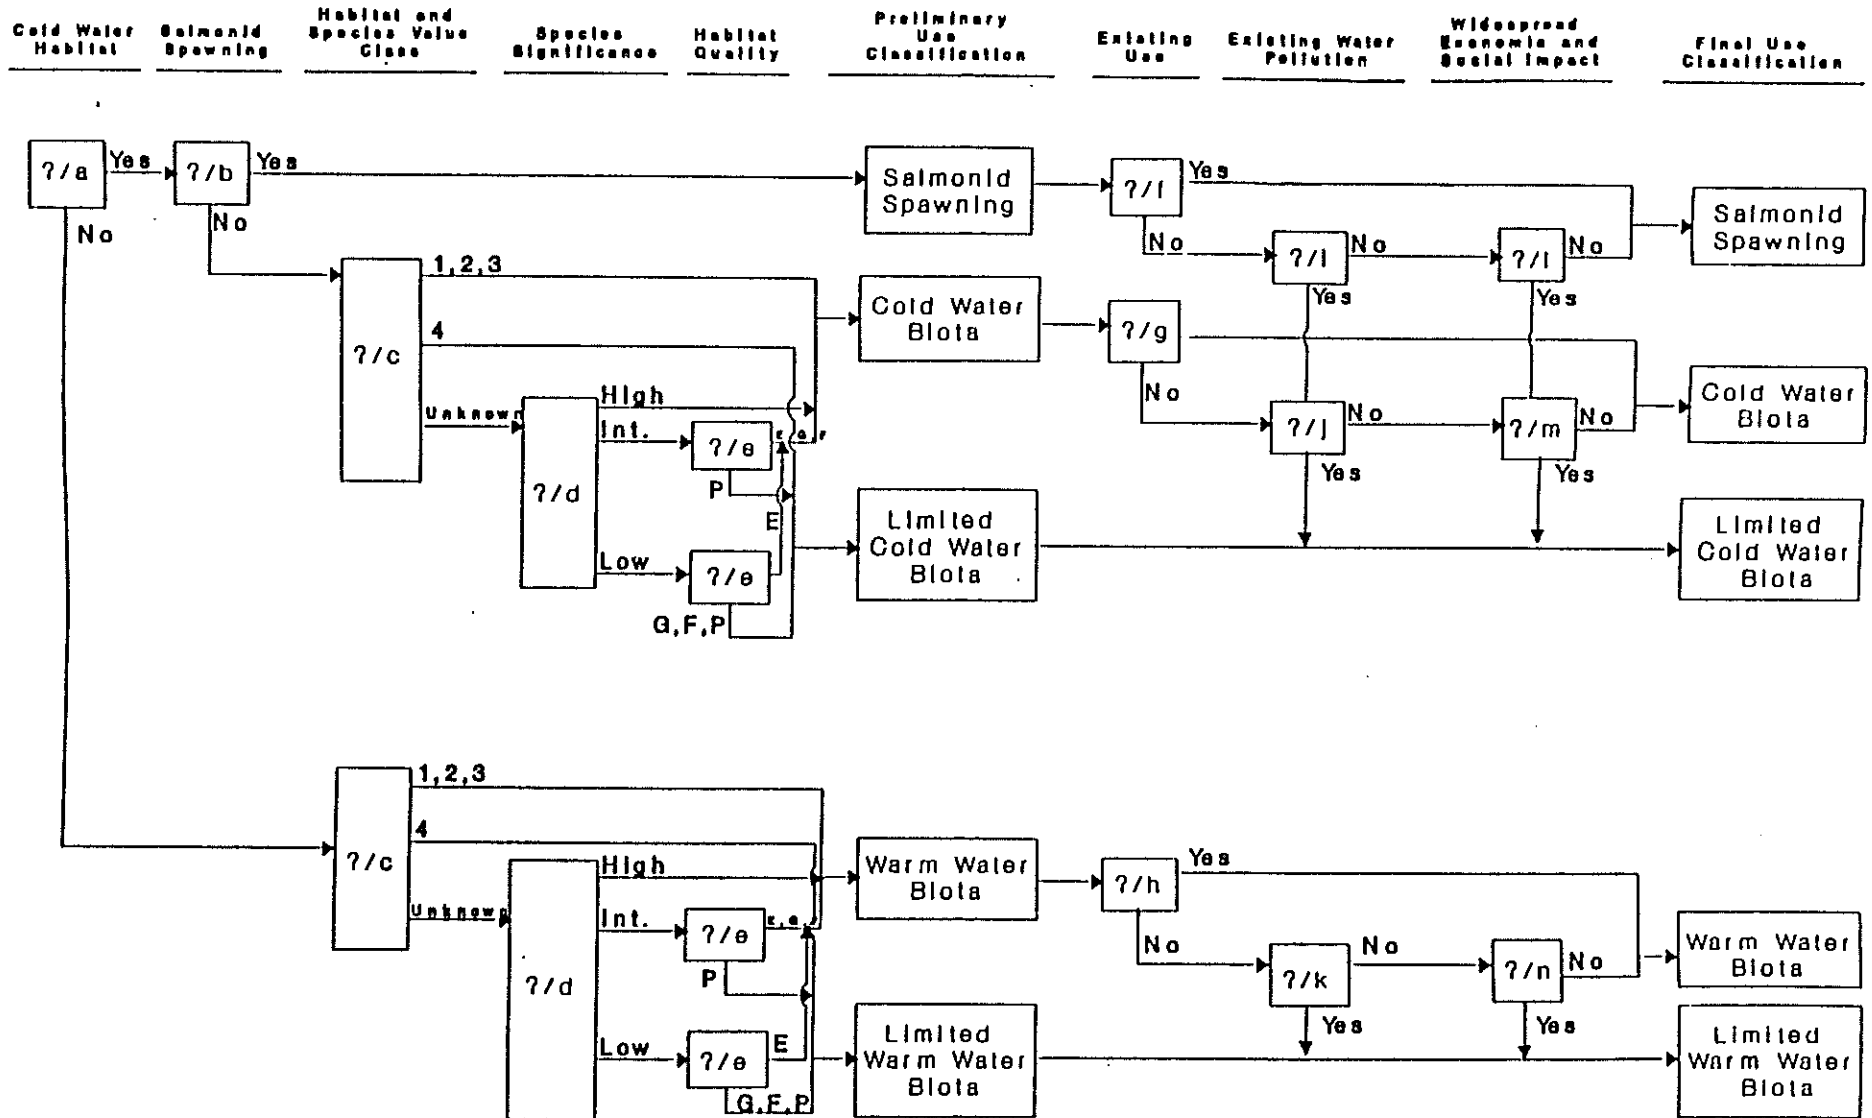 Cold Water
Habitat
Salmonid
Spawning
Habitat and
Species Value
Class
Species
Significance
Habitat
Quality
Preliminary
Use
Classification
Existing
Use
Existing Water
Pollution
Widespread
Economic and
Social Impact
Final Use
Classification
?/a
Yes
No
?/b
Yes
No
Salmonid
Spawning
?/f
Yes
No
?/i
No
Yes
?/l
No
Yes
Salmonid
Spawning
?/c
1,2,3
4
Unknown
Cold Water
Biota
?/g
No
?/j
No
Yes
?/m
No
Yes
Cold Water
Biota
?/d
High
Int.
Low
?/e
E G F
P
?/e
E
G,F,P
Limited
Cold Water
Biota
Limited
Cold Water
Biota
?/c
1,2,3
4
Unknown
?/d
High
Int.
Low
?/e
E,G,F
P
?/e
E
G,F,P
Warm Water
Biota
?/h
Yes
No
?/k
No
Yes
?/n
No
Yes
Warm Water
Biota
Limited
Warm Water
Biota
Limited
Warm Water
Biota